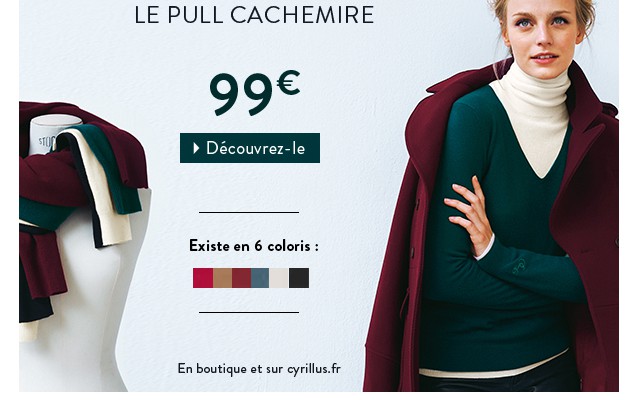 LE PULL CACHEMIRE
99€
Découvrez-le
Existe en 6 coloris :
En boutique et sur cyrillus.fr